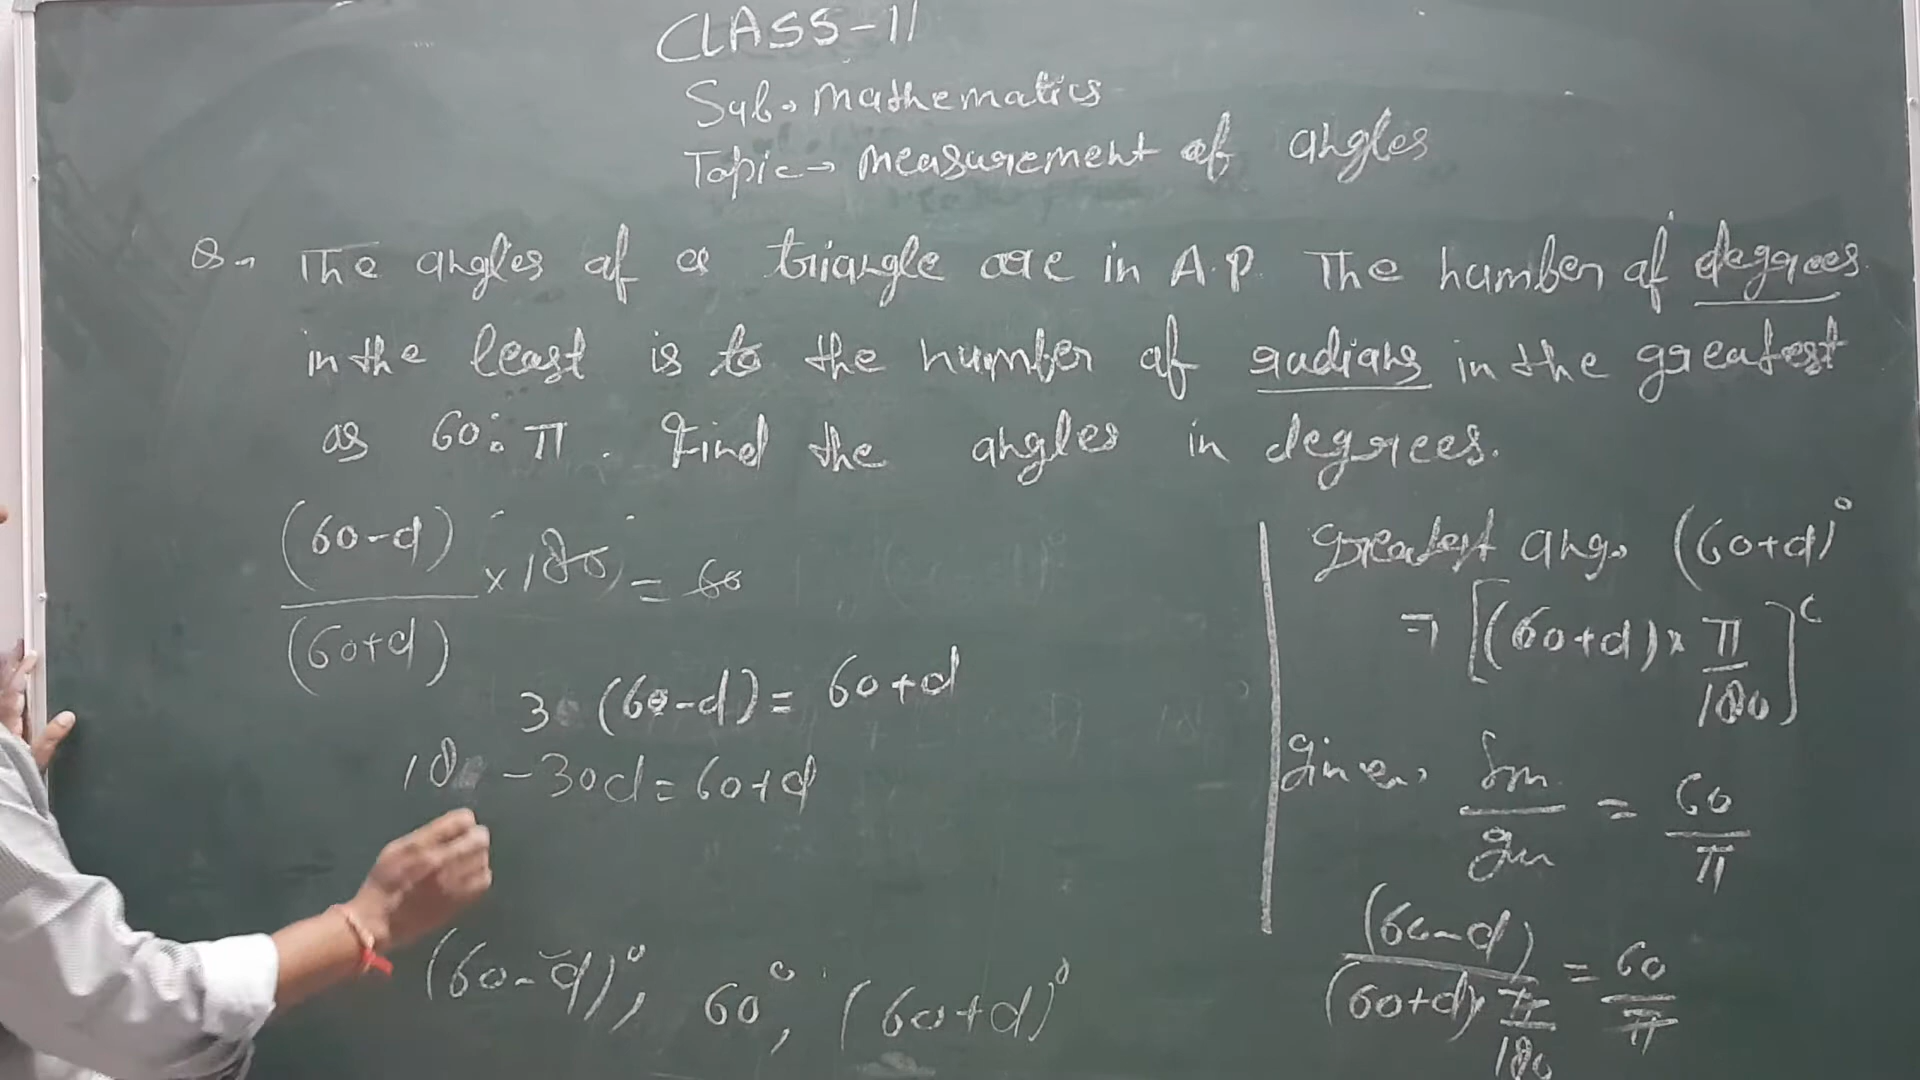 CLASS-11
Sub→ Mathematics
Topic→ Measurement of angles
Q→ The angles of a triangle are in A.P. The number of degrees
in the least is to the number of radians in the greatest
as 60:π. Find the angles in degrees.
(60-d)/(60+d) × 180 = 60
3 (60-d) = 60+d
18 -30d = 60+d
(60-d)°, 60°, (60+d)°
greatest ang→ (60+d)°
= [(60+d)× π/180]ᶜ
given, = 60/π
(60-d)/((60+d)× π/180) = 60/π